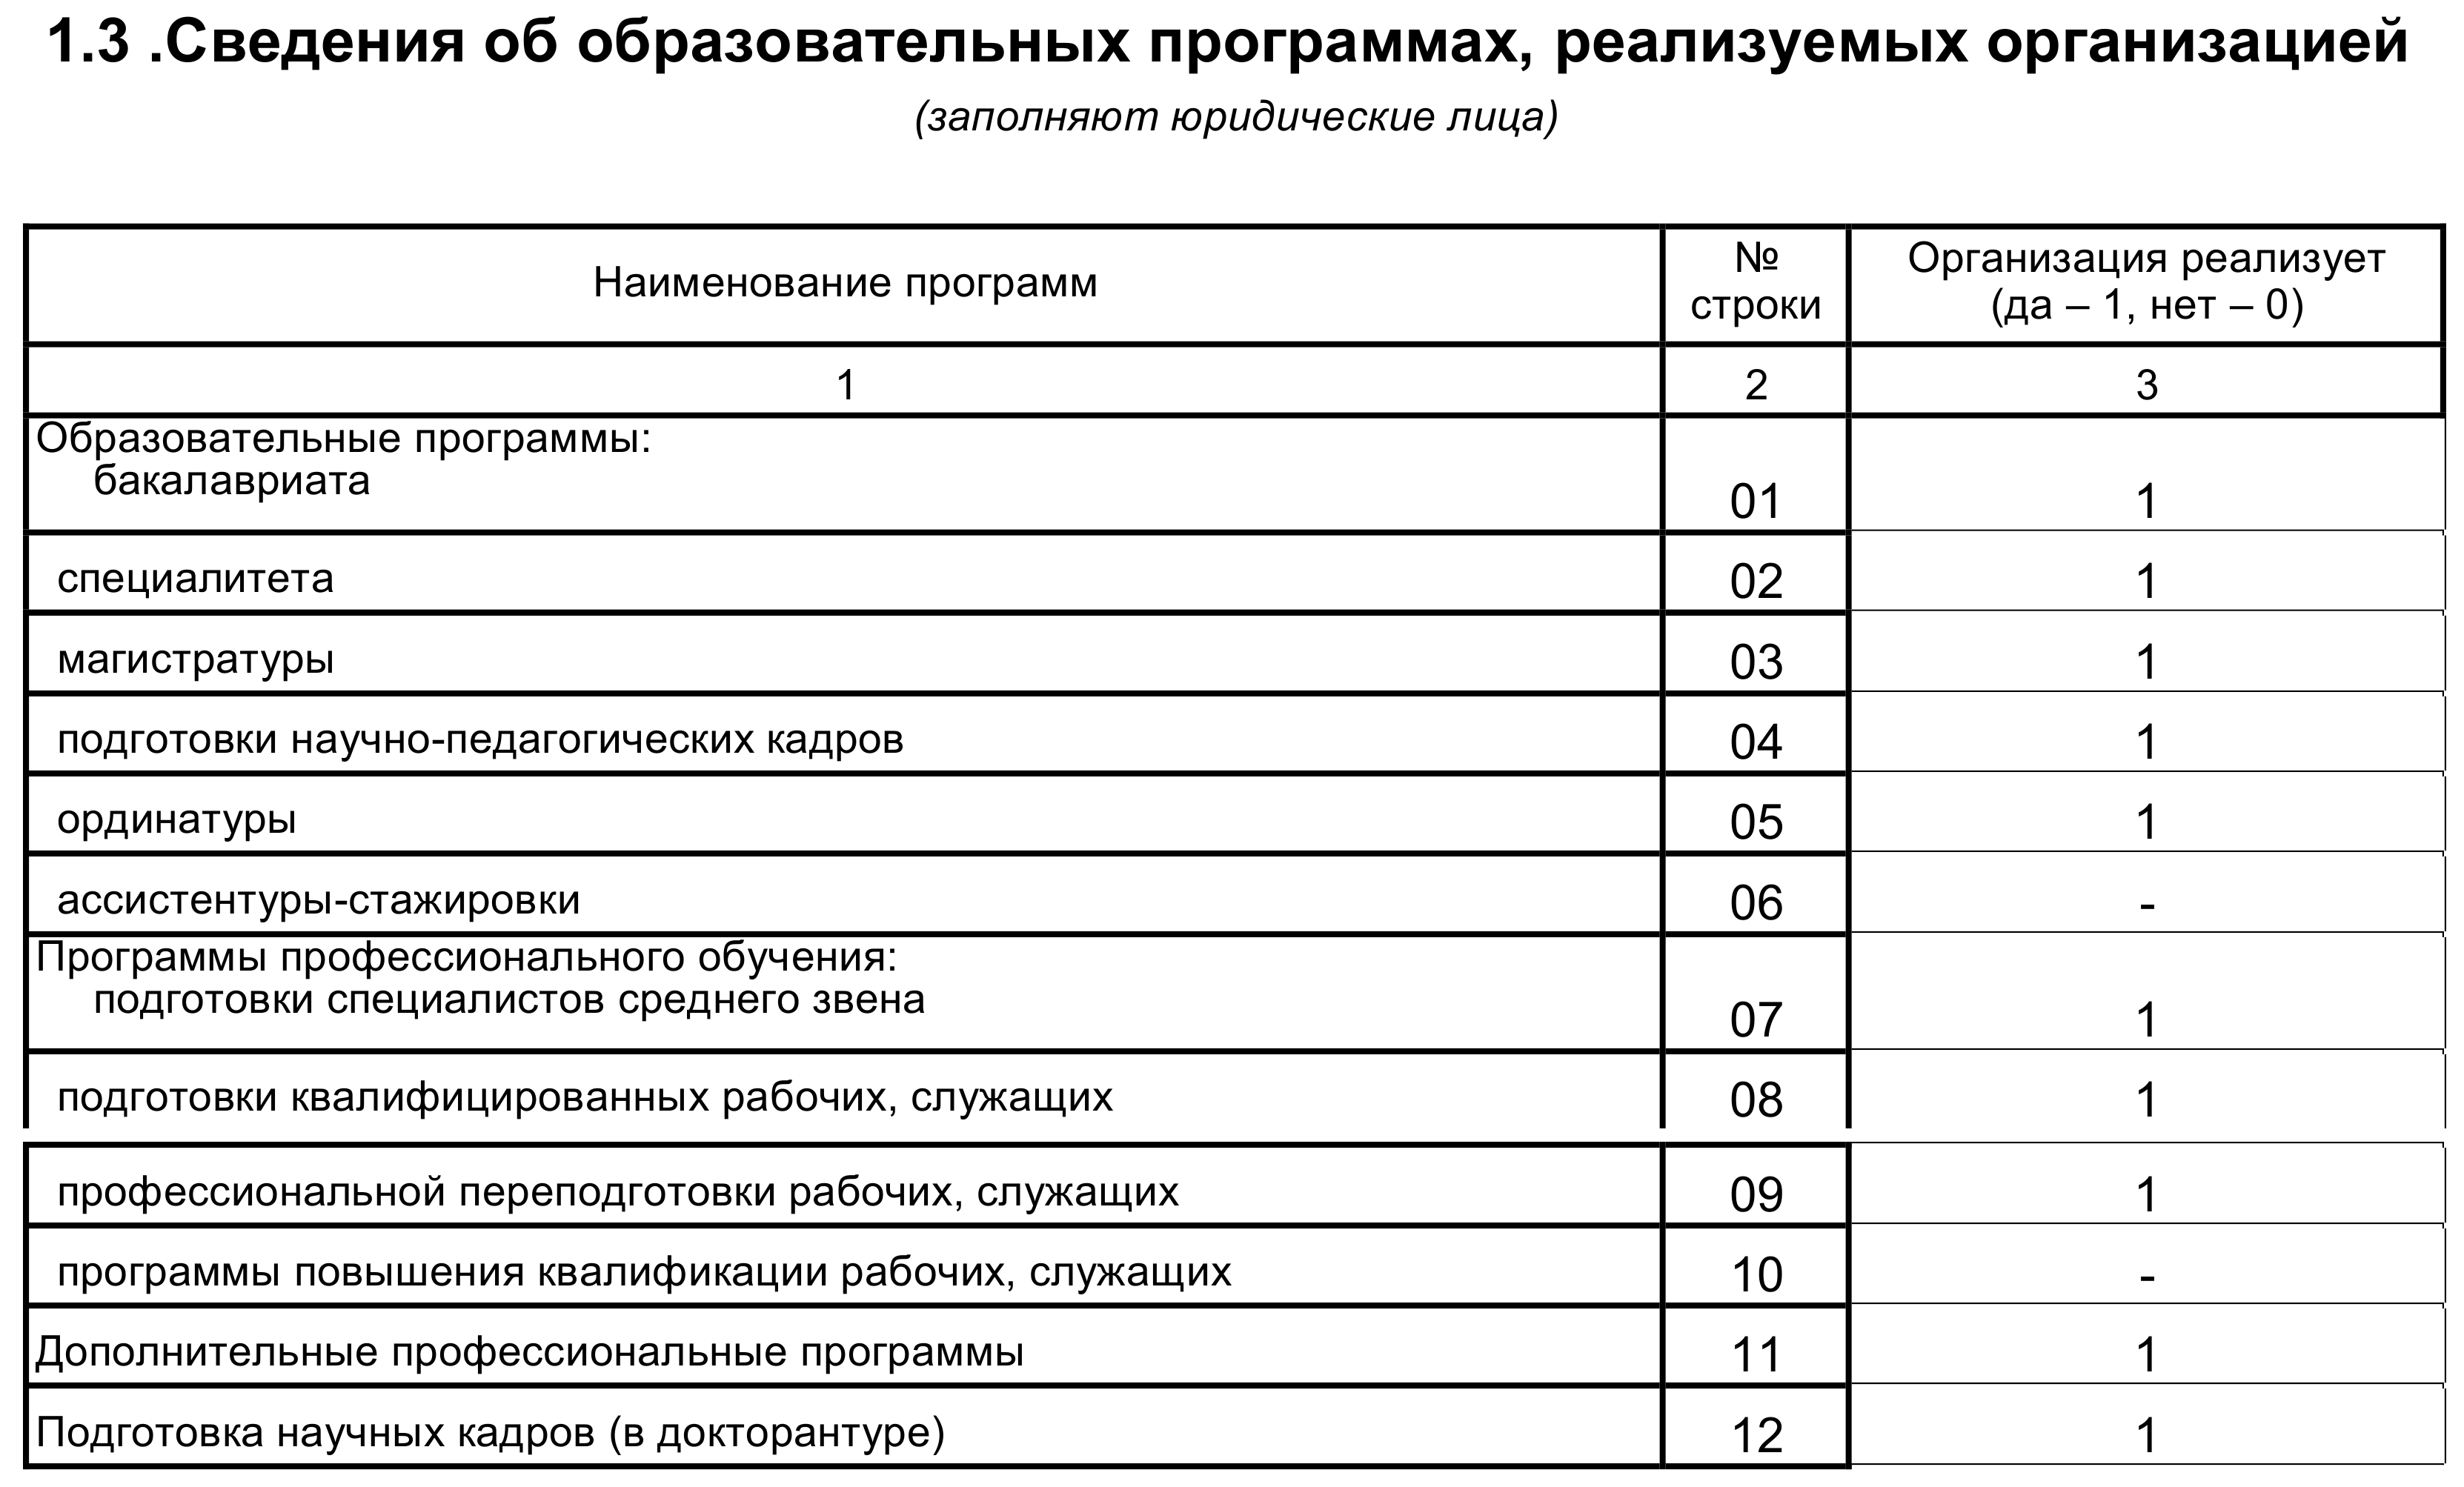 1.3 .Сведения об образовательных программах, реализуемых организацией
(заполняют юридические лица)
Наименование программ
№
строки
Организация реализует
(да – 1, нет – 0)
1
2
3
Образовательные программы:
бакалавриата
01
1
специалитета
02
1
магистратуры
03
1
подготовки научно-педагогических кадров
04
1
ординатуры
05
1
ассистентуры-стажировки
06
-
Программы профессионального обучения:
подготовки специалистов среднего звена
07
1
подготовки квалифицированных рабочих, служащих
08
1
профессиональной переподготовки рабочих, служащих
09
1
программы повышения квалификации рабочих, служащих
10
-
Дополнительные профессиональные программы
11
1
Подготовка научных кадров (в докторантуре)
12
1